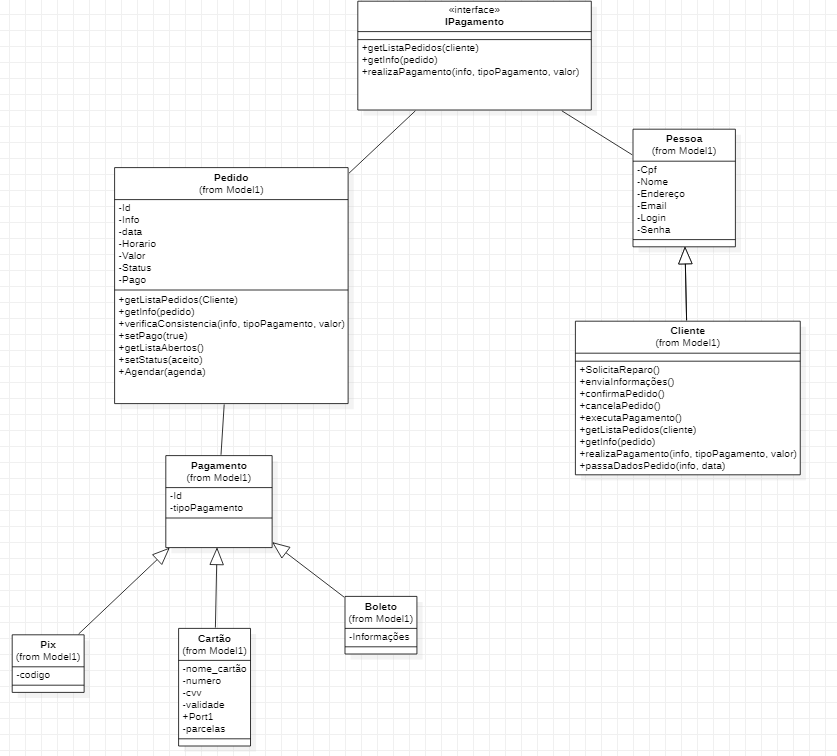 «interface»
IPagamento
+getListaPedidos(cliente)
+getInfo(pedido)
+realizaPagamento(info, tipoPagamento, valor)
Pessoa
(from Model1)
-Cpf
-Nome
-Endereço
-Email
-Login
-Senha
Pedido
(from Model1)
-Id
-Info
-data
-Horario
-Valor
-Status
-Pago
+getListaPedidos(Cliente)
+getInfo(pedido)
+verificaConsistencia(info, tipoPagamento, valor)
+setPago(true)
+getListaAbertos()
+setStatus(aceito)
+Agendar(agenda)
Cliente
(from Model1)
+SolicitaReparo()
+enviaInformações()
+confirmaPedido()
+cancelaPedido()
+executaPagamento()
+getListaPedidos(cliente)
+getInfo(pedido)
+realizaPagamento(info, tipoPagamento, valor)
+passaDadosPedido(info, data)
Pagamento
(from Model1)
-Id
-tipoPagamento
Pix
(from Model1)
-codigo
Cartão
(from Model1)
-nome_cartão
-numero
-cvv
-validade
+Port1
-parcelas
Boleto
(from Model1)
-Informações